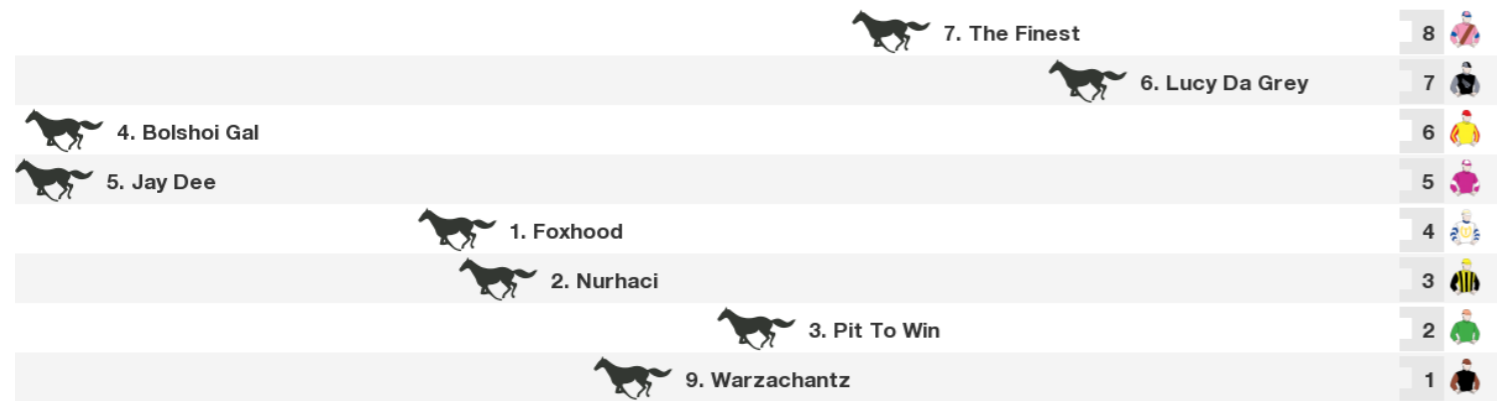 7. The Finest 8
6. Lucy Da Grey 7
4. Bolshoi Gal 6
5. Jay Dee 5
1. Foxhood 4
2. Nurhaci 3
3. Pit To Win 2
9. Warzachantz 1